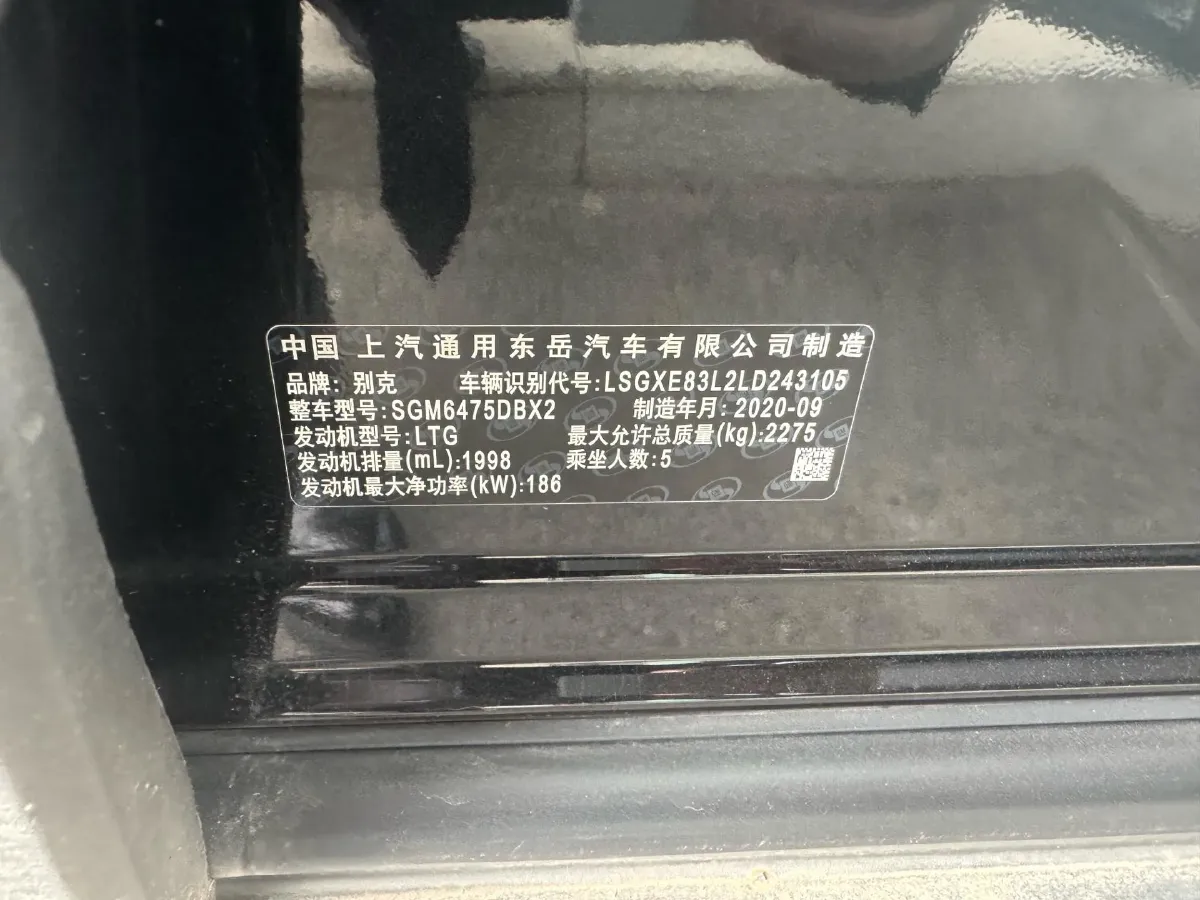 中国 上汽通用东岳汽车有限公司制造
品牌: 别克 车辆识别代号:LSGXE83L2LD243105
整车型号:SGM6475DBX2 制造年月: 2020-09
发动机型号:LTG 最大允许总质量(kg):2275
发动机排量(mL):1998 乘坐人数:5
发动机最大净功率(kW):186